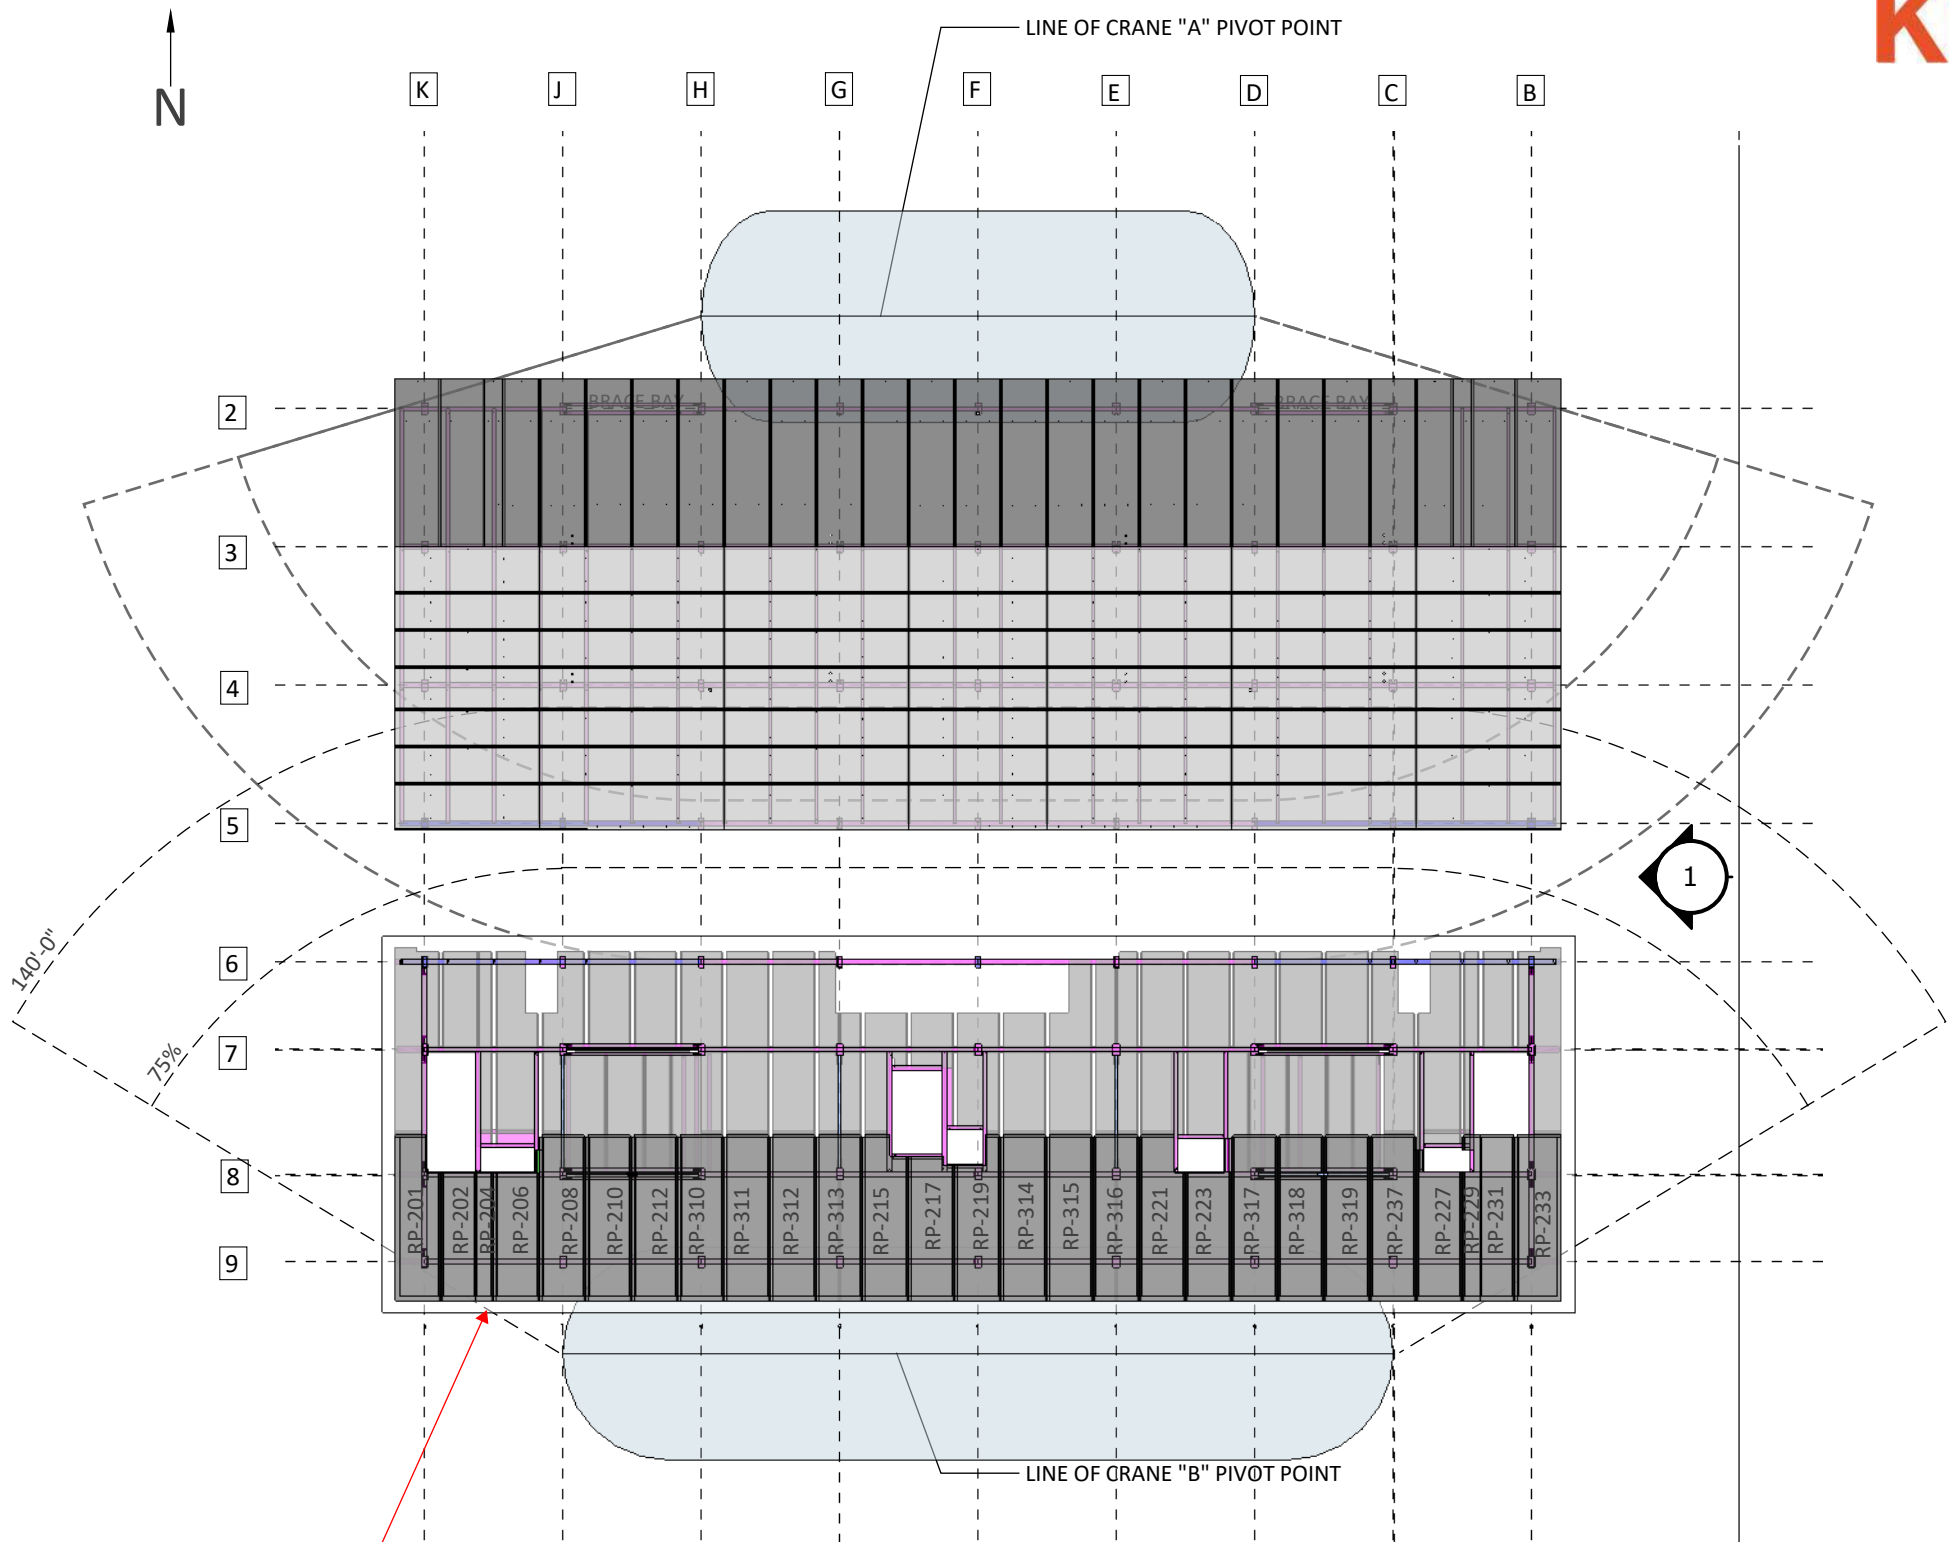 K
LINE OF CRANE "A" PIVOT POINT
N
K J H G F E D C B
2
BRACE BAY BRACE BAY
3
4
5
1
140'-0"
75%
6
7
8
9
RP-201 RP-202 RP-204 RP-206 RP-208 RP-210 RP-212 RP-310 RP-311 RP-312 RP-313 RP-215 RP-217 RP-219 RP-314 RP-315 RP-316 RP-221 RP-223 RP-317 RP-318 RP-319 RP-237 RP-227 RP-229 RP-231 RP-233
LINE OF CRANE "B" PIVOT POINT